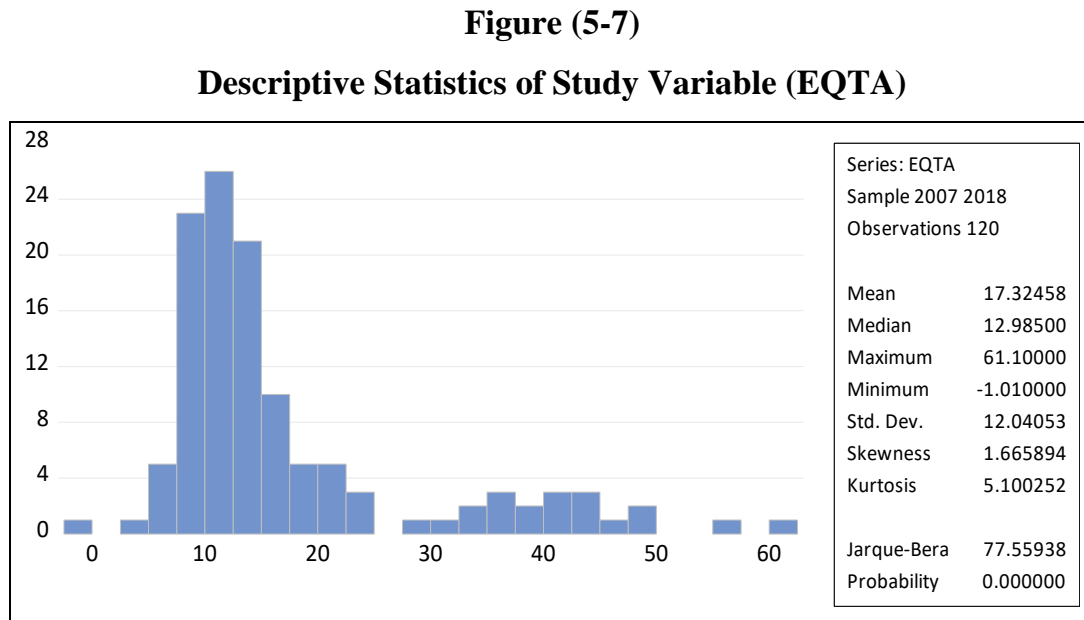 Figure (5-7)
Descriptive Statistics of Study Variable (EQTA)
28
24
20
16
12
8
4
0
0 10 20 30 40 50 60
Series: EQTA
Sample 2007 2018
Observations 120
Mean 17.32458
Median 12.98500
Maximum 61.10000
Minimum -1.010000
Std. Dev. 12.04053
Skewness 1.665894
Kurtosis 5.100252
Jarque-Bera 77.55938
Probability 0.000000